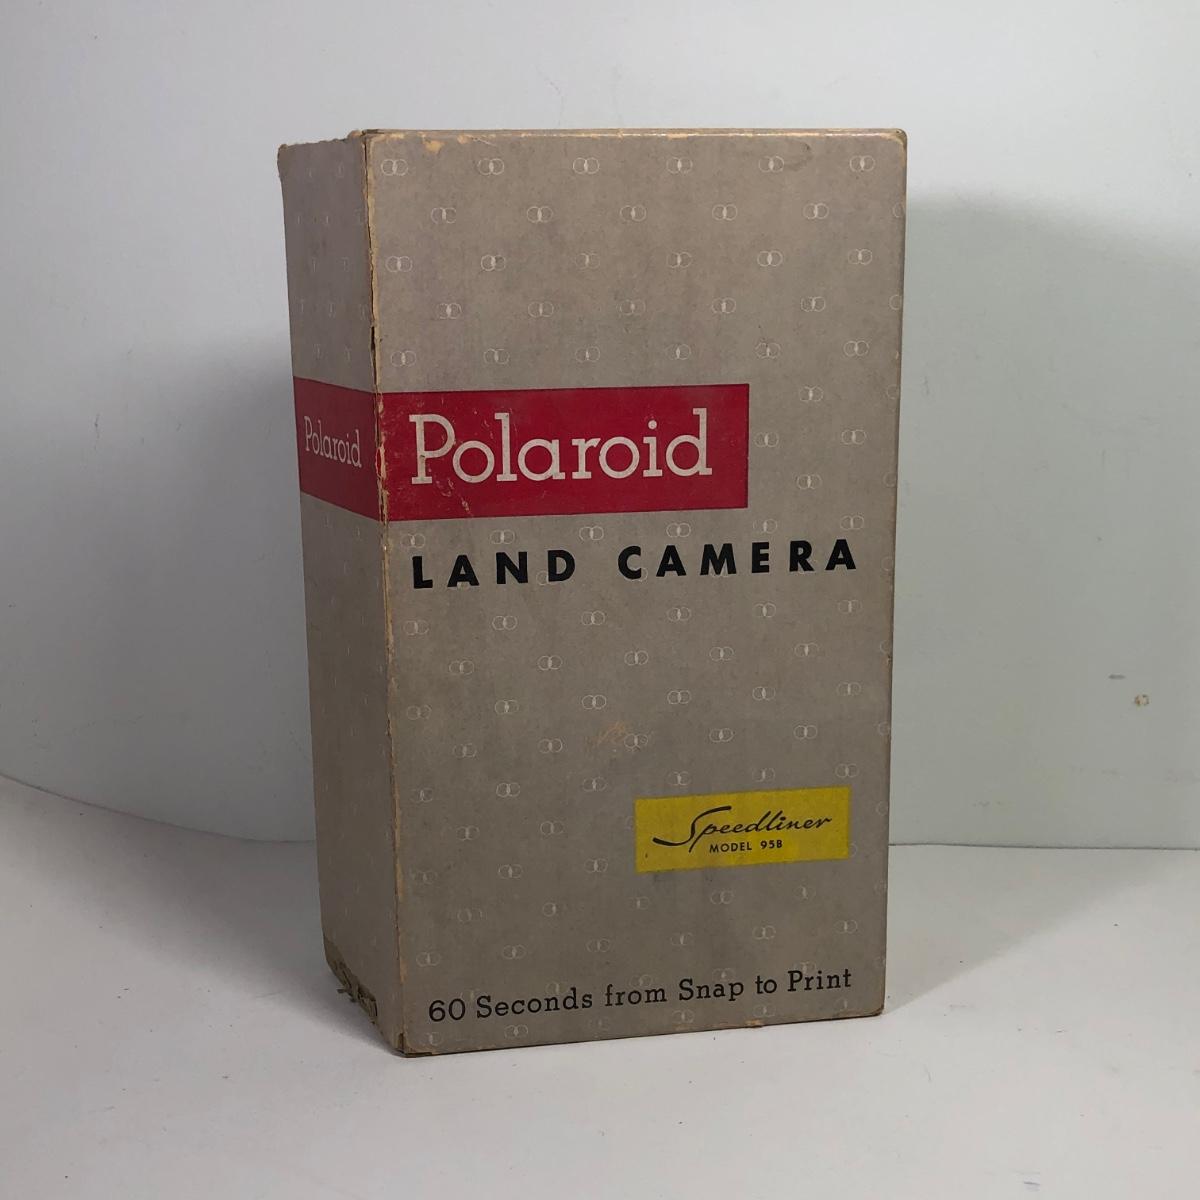 Polaroid
Polaroid
LAND CAMERA
Speedliner
MODEL 95B
60 Seconds from Snap to Print